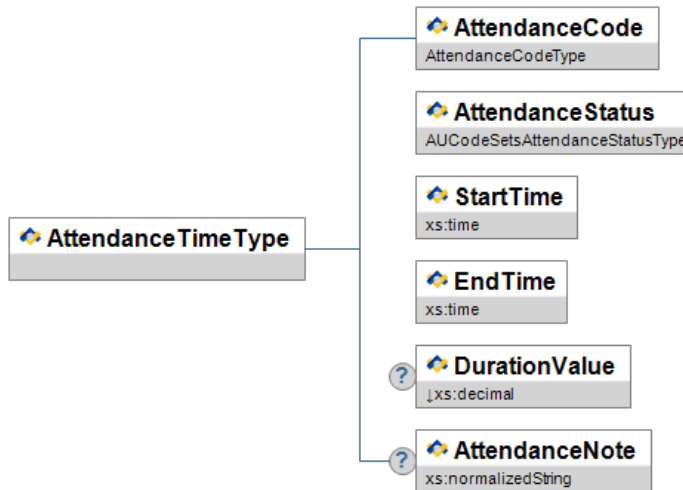 AttendanceCode
AttendanceCodeType
AttendanceStatus
AUCodeSetsAttendanceStatusType
StartTime
xs:time
AttendanceTimeType
EndTime
xs:time
?
DurationValue
↓xs:decimal
?
AttendanceNote
xs:normalizedString